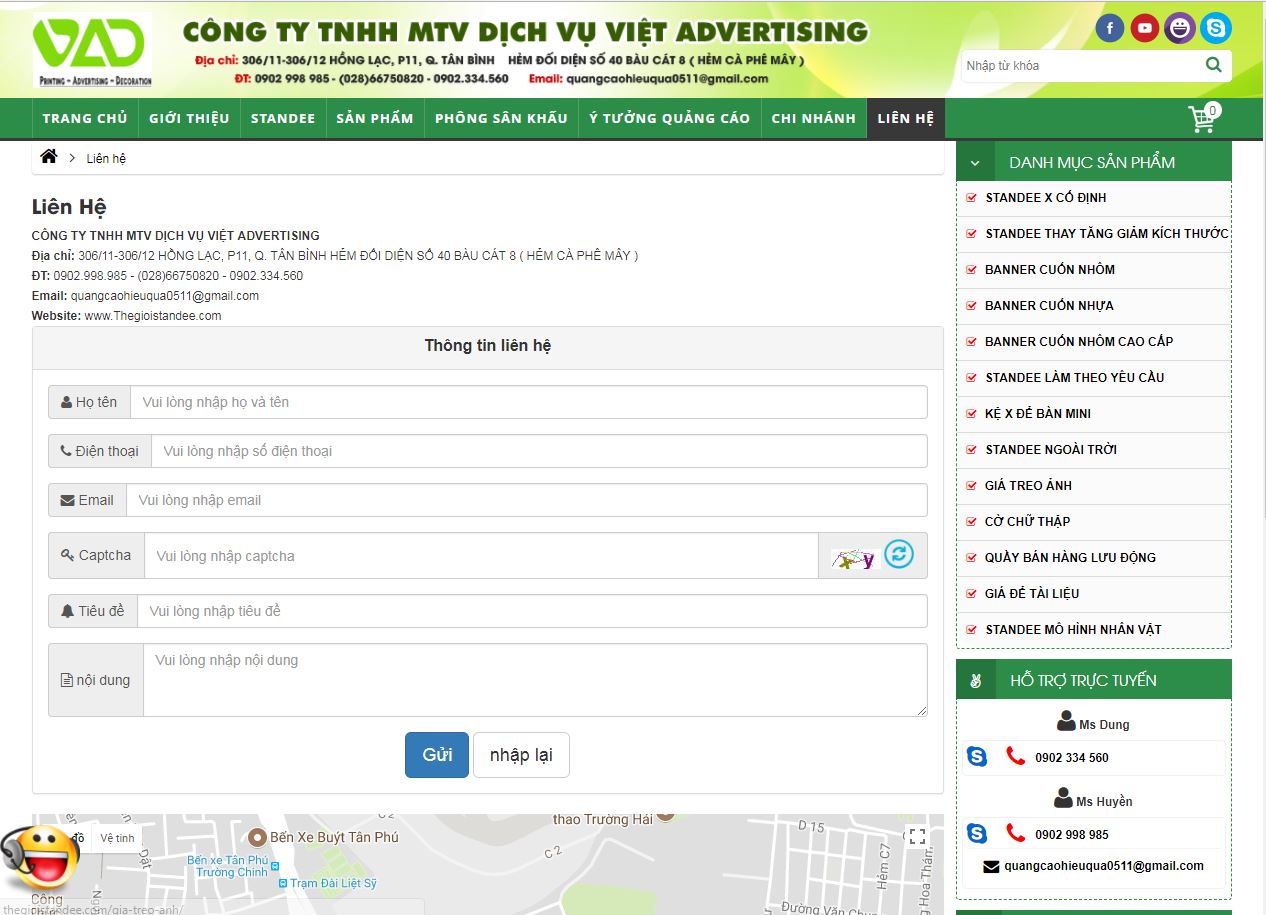 VAD
PRINTING - ADVERTISING - DECORATION
CÔNG TY TNHH MTV DỊCH VỤ VIỆT ADVERTISING
Địa chỉ: 306/11-306/12 HỒNG LẠC, P11, Q. TÂN BÌNH HẺM ĐỐI DIỆN SỐ 40 BÀU CÁT 8 ( HẺM CÀ PHÊ MÂY )
ĐT: 0902 998 985 - (028)66750820 - 0902.334.560 Email: quangcaohieuqua0511@gmail.com
Nhập từ khóa
TRANG CHỦ GIỚI THIỆU STANDEE SẢN PHẨM PHÔNG SÂN KHẤU Ý TƯỞNG QUẢNG CÁO CHI NHÁNH LIÊN HỆ 0
Liên hệ
Liên Hệ
CÔNG TY TNHH MTV DỊCH VỤ VIỆT ADVERTISING
Địa chỉ: 306/11-306/12 HỒNG LẠC, P11, Q. TÂN BÌNH HẺM ĐỐI DIỆN SỐ 40 BÀU CÁT 8 ( HẺM CÀ PHÊ MÂY )
ĐT: 0902.998.985 - (028)66750820 - 0902.334.560
Email: quangcaohieuqua0511@gmail.com
Website: www.Thegioistandee.com
Thông tin liên hệ
Họ tên Vui lòng nhập họ và tên
Điện thoại Vui lòng nhập số điện thoại
Email Vui lòng nhập email
Captcha Vui lòng nhập captcha
Tiêu đề Vui lòng nhập tiêu đề
nội dung Vui lòng nhập nội dung
Gửi nhập lại
DANH MỤC SẢN PHẨM
STANDEE X CỐ ĐỊNH
STANDEE THAY TĂNG GIẢM KÍCH THƯỚC
BANNER CUỐN NHÔM
BANNER CUỐN NHỰA
BANNER CUỐN NHÔM CAO CẤP
STANDEE LÀM THEO YÊU CẦU
KỆ X ĐỂ BÀN MINI
STANDEE NGOÀI TRỜI
GIÁ TREO ẢNH
CỜ CHỮ THẬP
QUẦY BÁN HÀNG LƯU ĐỘNG
GIÁ ĐỂ TÀI LIỆU
STANDEE MÔ HÌNH NHÂN VẬT
HỖ TRỢ TRỰC TUYẾN
Ms Dung
0902 334 560
Ms Huyền
0902 998 985
quangcaohieuqua0511@gmail.com
Vệ tinh
Bến Xe Buýt Tân Phú
Bến xe Tân Phú
Trường Chinh
Trạm Đài Liệt Sỹ
thao Trường Hải
C 2
C 2
D 15
Hẻm C7
Công
thegioistandee.com/gia-treo-anh/